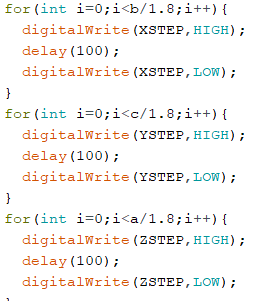 for(int i=0;i<b/1.8;i++){
  digitalWrite(XSTEP,HIGH);
  delay(100);
  digitalWrite(XSTEP,LOW);
}
for(int i=0;i<c/1.8;i++){
  digitalWrite(YSTEP,HIGH);
  delay(100);
  digitalWrite(YSTEP,LOW);
}
for(int i=0;i<a/1.8;i++){
  digitalWrite(ZSTEP,HIGH);
  delay(100);
  digitalWrite(ZSTEP,LOW);
}